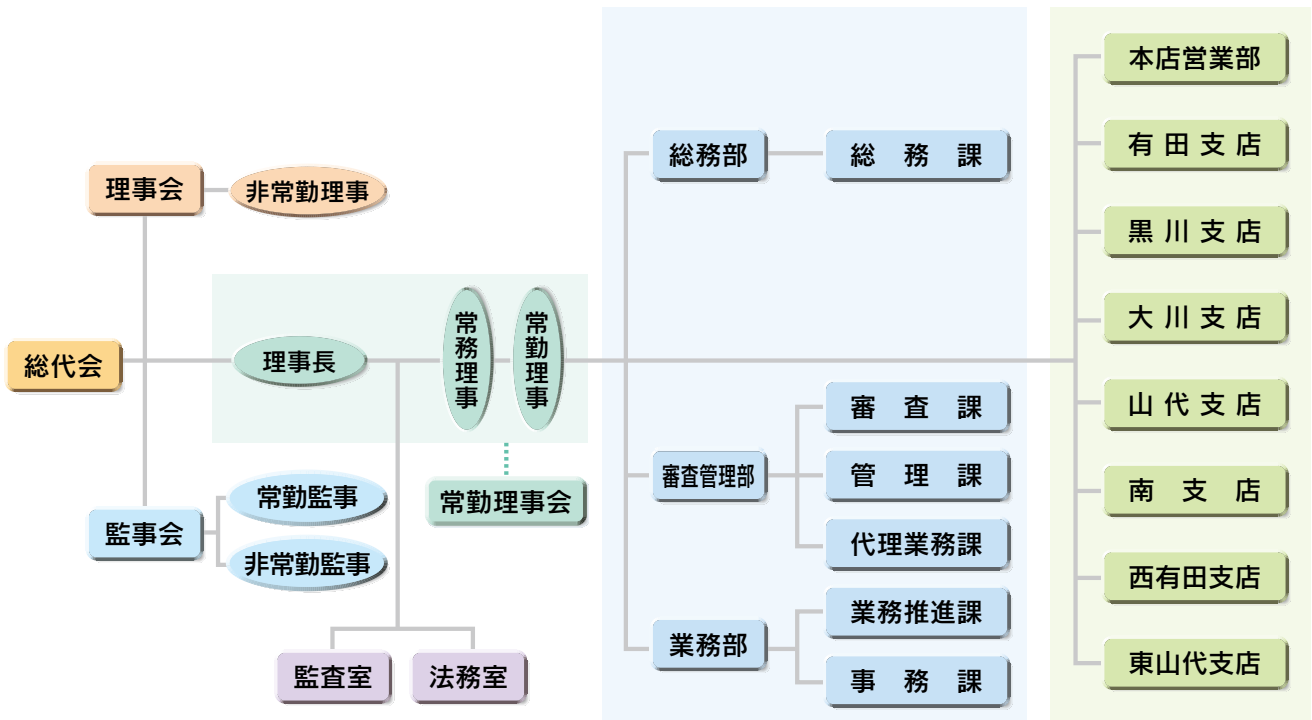 総代会
理事会
非常勤理事
理事長
常務理事
常勤理事
常勤理事会
監事会
常勤監事
非常勤監事
監査室
法務室
総務部
総務課
審査管理部
審査課
管理課
代理業務課
業務部
業務推進課
事務課
本店営業部
有田支店
黒川支店
大川支店
山代支店
南支店
西有田支店
東山代支店